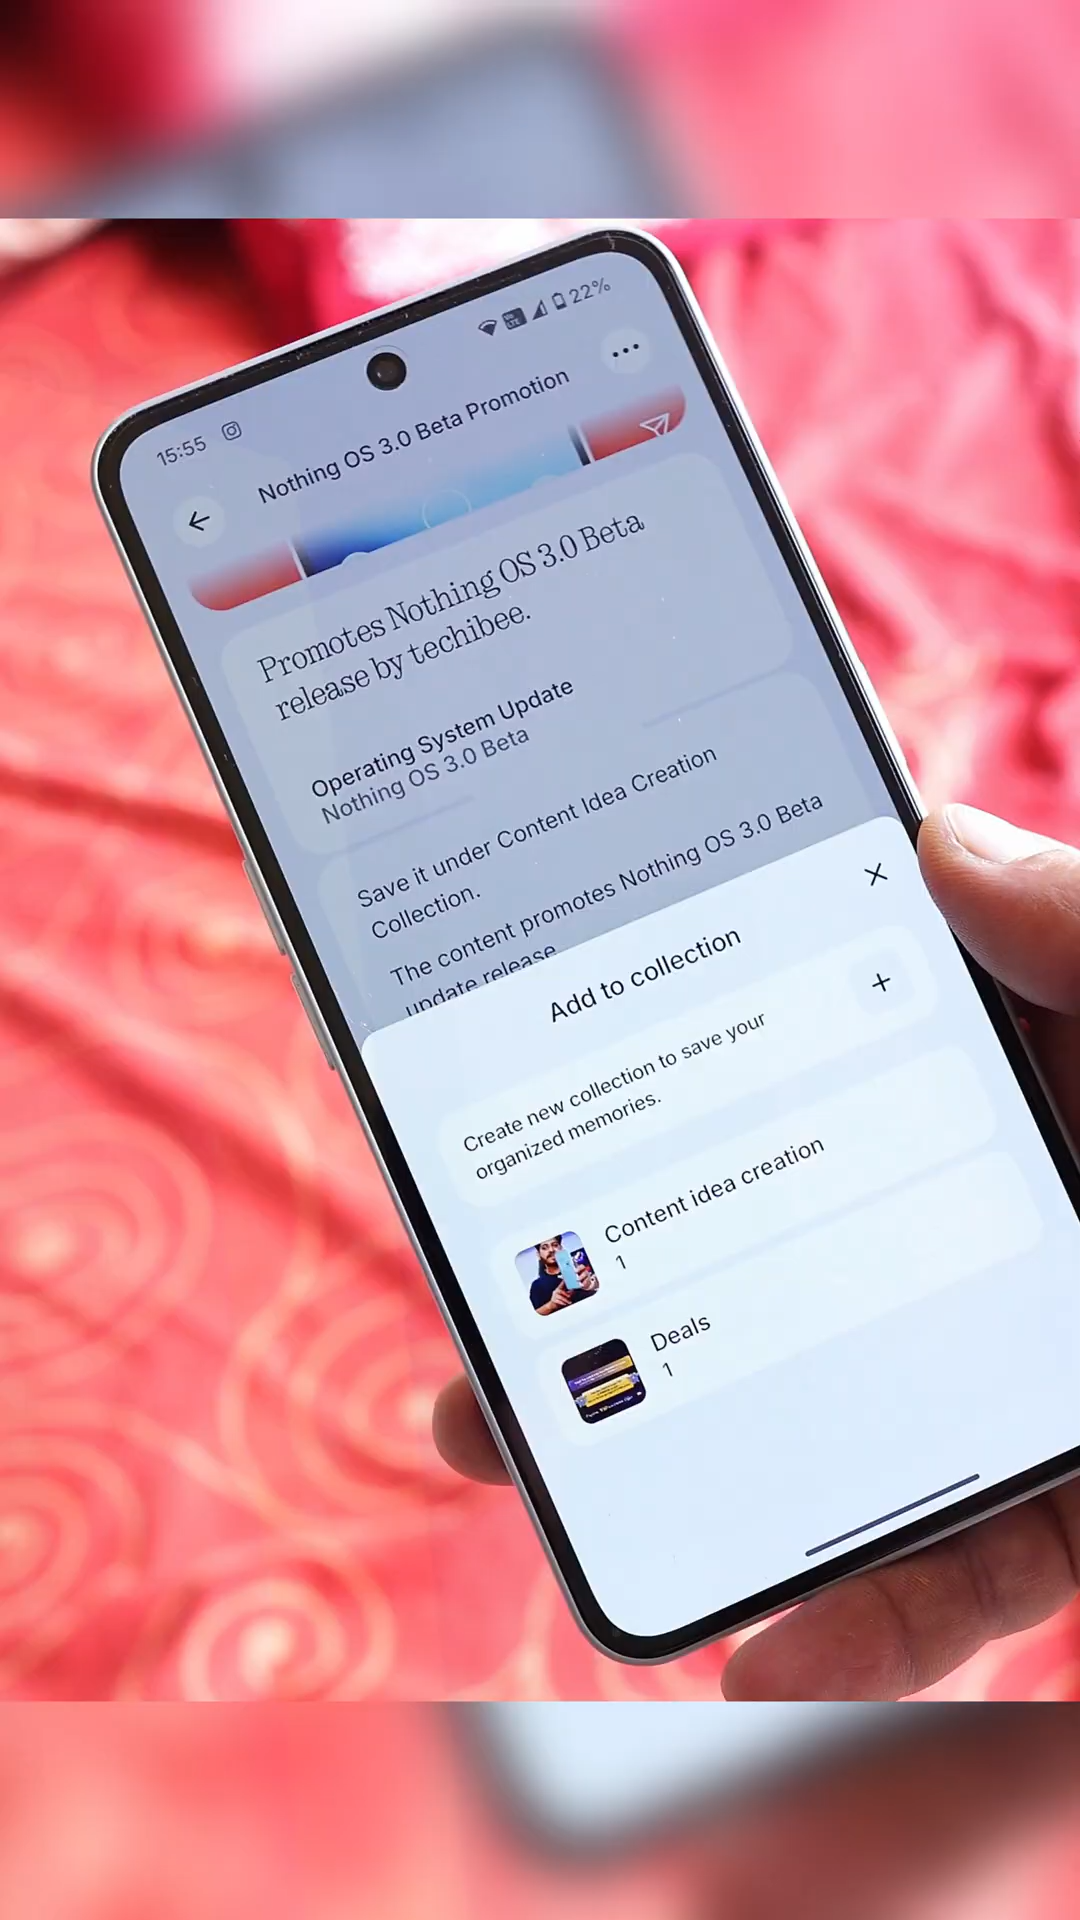 15:55
22%
Nothing OS 3.0 Beta Promotion
Promotes Nothing OS 3.0 Beta
release by techibee.
Operating System Update
Nothing OS 3.0 Beta
Save it under Content Idea Creation
Collection.
The content promotes Nothing OS 3.0 Beta
update release.
Add to collection
Create new collection to save your
organized memories.
Content idea creation
1
Deals
1